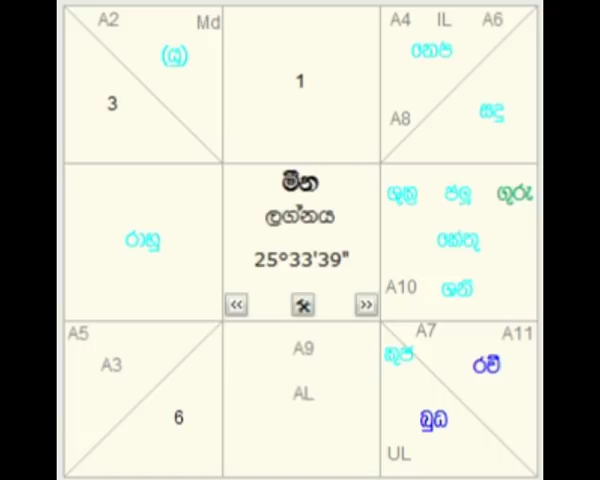 A2 Md
(යු)
3
1
A4 IL A6
නෙප්
සඳු
A8
රාහු
මීන
ලග්නය
25°33'39"
ශුක්‍ර ප්ලූ ගුරු
කේතු
A10 ශනි
A5
A3
6
A9
AL
A7 A11
කුජ
රවි
බුධ
UL